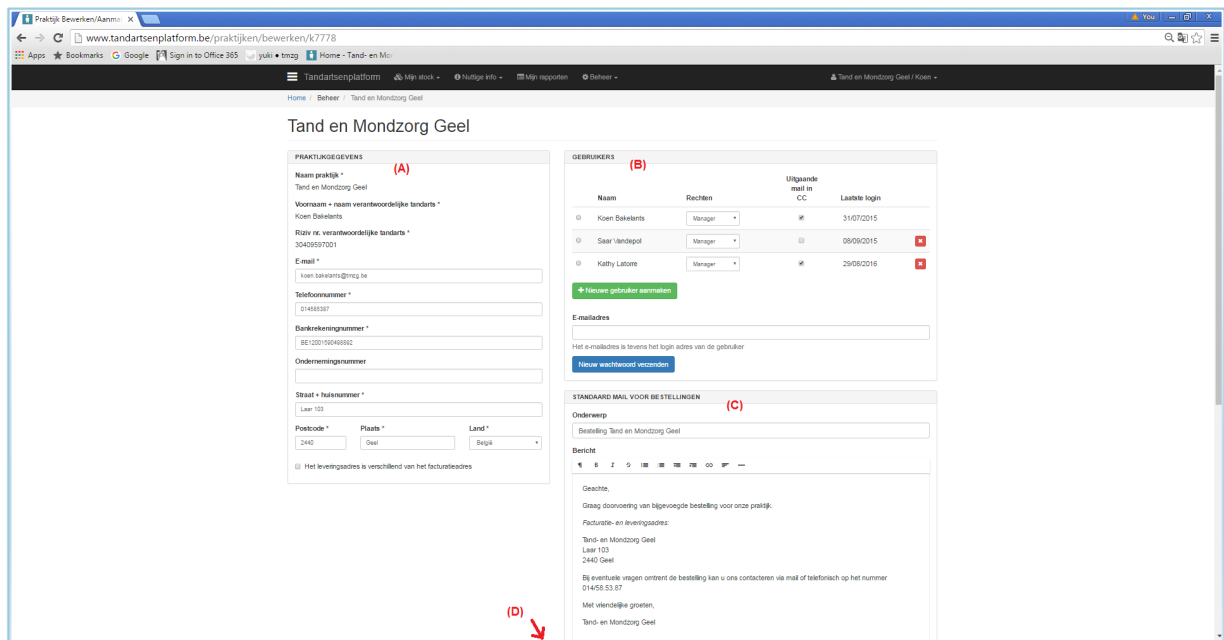 Praktijk Bewerken/Aanma
You
www.tandartsenplatform.be/praktijken/bewerken/k7778
Apps Bookmarks Google Sign in to Office 365 yuki • tmzg Home - Tand- en Mo
Tandartsenplatform Mijn stock Nuttige info Mijn rapporten Beheer Tand en Mondzorg Geel / Koen
Home / Beheer / Tand en Mondzorg Geel
Tand en Mondzorg Geel
PRAKTIJKGEGEVENS
(A)
Naam praktijk *
Tand en Mondzorg Geel
Voornaam + naam verantwoordelijke tandarts *
Koen Bakelants
Riziv nr. verantwoordelijke tandarts *
30409597001
E-mail *
koen.bakelants@tmzg.be
Telefoonnummer *
014585387
Bankrekeningnummer *
Ondernemingsnummer
Straat + huisnummer *
Laar 103
Postcode * Plaats * Land *
2440 Geel België
Het leveringsadres is verschillend van het facturatieadres
GEBRUIKERS
(B)
Naam Rechten Uitgaande mail in CC Laatste login
Koen Bakelants Manager 31/07/2015
Saar Vandepol Manager 08/09/2015
Kathy Latorre Manager 29/08/2016
Nieuwe gebruiker aanmaken
E-mailadres
Het e-mailadres is tevens het login adres van de gebruiker
Nieuw wachtwoord verzenden
STANDAARD MAIL VOOR BESTELLINGEN
(C)
Onderwerp
Bestelling Tand en Mondzorg Geel
Bericht
¶ B I S
Geachte,
Graag doorvoering van bijgevoegde bestelling voor onze praktijk.
Facturatie- en leveringsadres:
Tand- en Mondzorg Geel
Laar 103
2440 Geel
Bij eventuele vragen omtrent de bestelling kan u ons contacteren via mail of telefonisch op het nummer
014/58.53.87
Met vriendelijke groeten,
Tand- en Mondzorg Geel
(D)